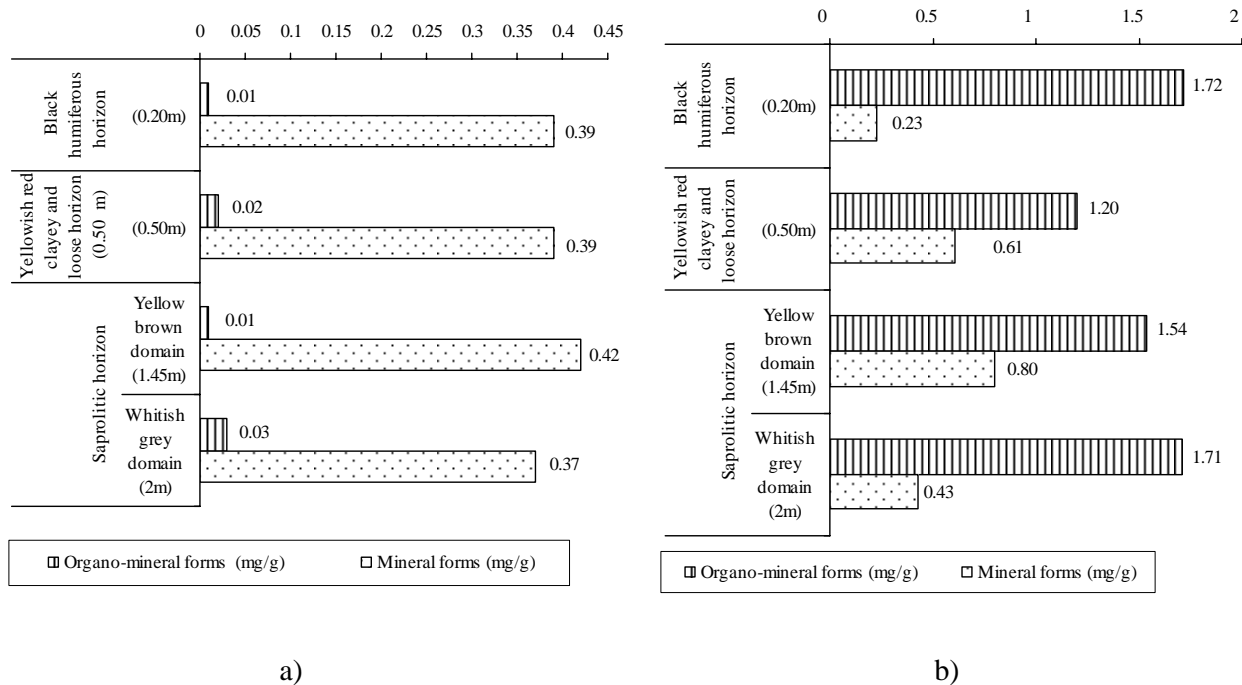 0 0.05 0.1 0.15 0.2 0.25 0.3 0.35 0.4 0.45
Black
humiferous
horizon
(0.20m)
0.01
0.39
Yellowish red
clayey and
loose horizon
(0.50 m)
(0.50m)
0.02
0.39
Saprolitic horizon
Yellow
brown
domain
(1.45m)
0.01
0.42
Whitish
grey
domain
(2m)
0.03
0.37
Organo-mineral forms (mg/g) Mineral forms (mg/g)
a)
0 0.5 1 1.5 2
Black
humiferous
horizon
(0.20m)
1.72
0.23
Yellowish red
clayey and
loose horizon
(0.50m)
1.20
0.61
Saprolitic horizon
Yellow
brown
domain
(1.45m)
1.54
0.80
Whitish
grey
domain
(2m)
1.71
0.43
Organo-mineral forms (mg/g) Mineral forms (mg/g)
b)